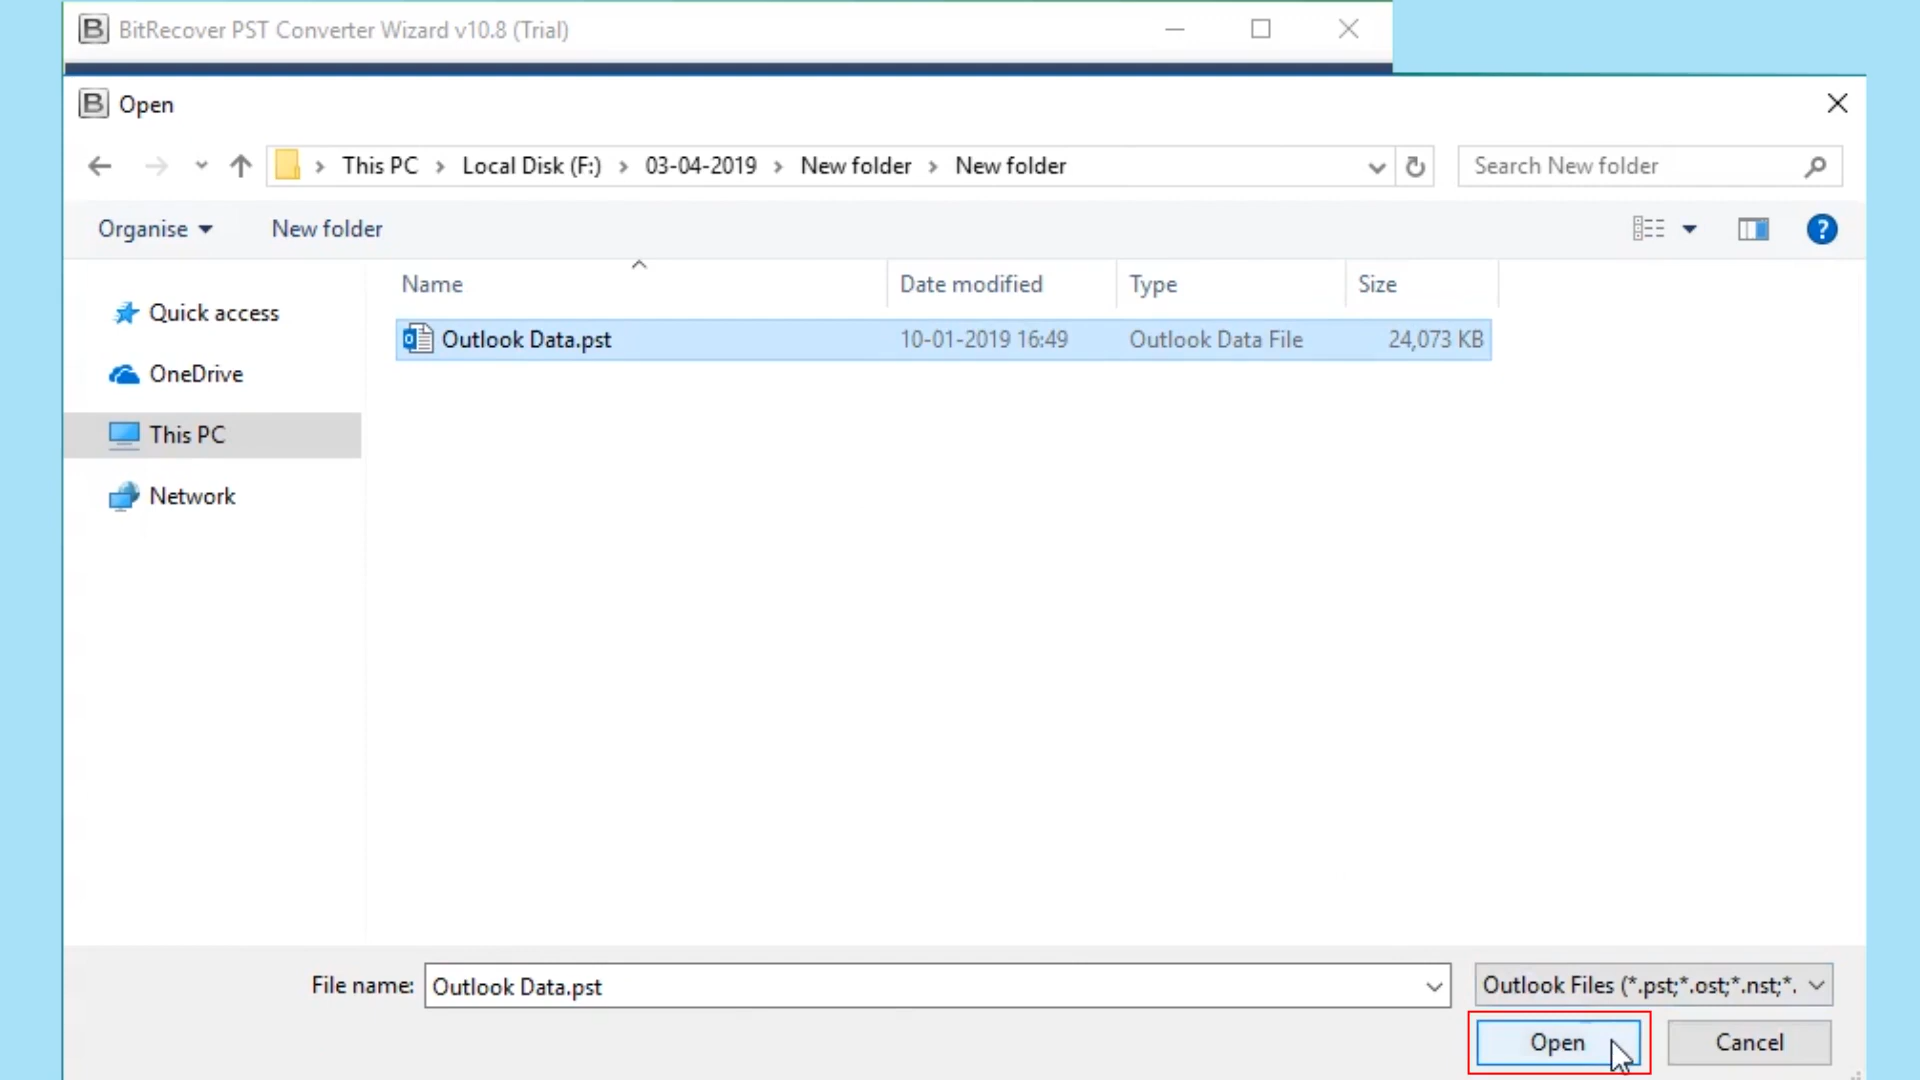 BitRecover PST Converter Wizard v10.8 (Trial)
Open
This PC > Local Disk (F:) > 03-04-2019 > New folder > New folder
Search New folder
Organise
New folder
?
Name
Date modified
Type
Size
Outlook Data.pst
10-01-2019 16:49
Outlook Data File
24,073 KB
Quick access
OneDrive
This PC
Network
File name:
Outlook Data.pst
Outlook Files (*.pst;*.ost;*.nst;*.
Open
Cancel